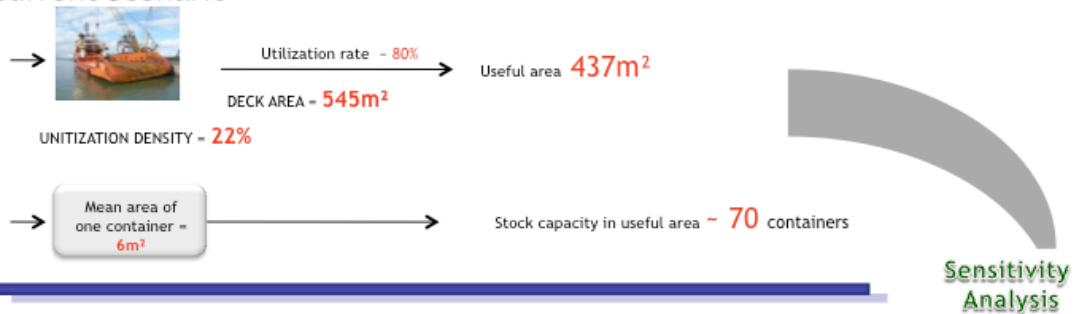 Utilization rate ~ 80%
Useful area 437m²
DECK AREA = 545m²
UNITIZATION DENSITY = 22%
Mean area of
one container =
6m²
Stock capacity in useful area ~ 70 containers
Sensitivity
Analysis